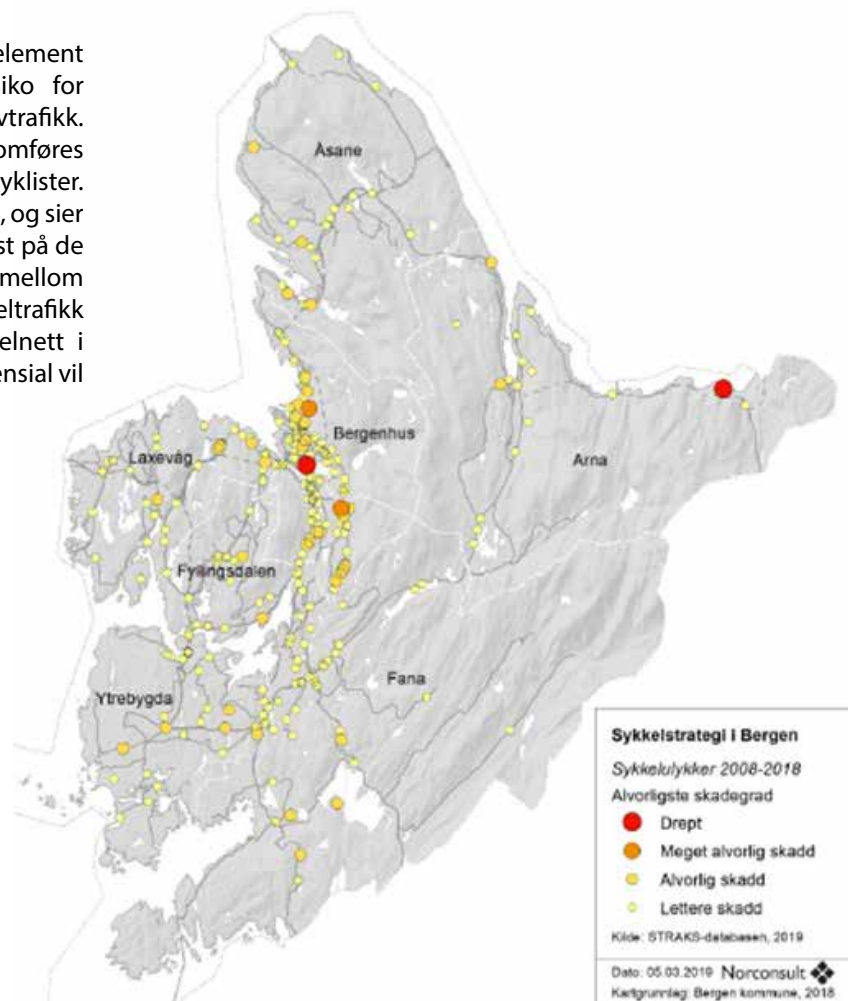 element
siko for
vtrafikk.
omføres
yklister.
, og sier
st på de
mellom
eltrafikk
elnett i
ensial vil
Åsane
Bergenhus
Laxevåg
Arna
Fyllingsdalen
Fana
Ytrebygda
Sykkelstrategi i Bergen
Sykkelulykker 2008-2018
Alvorligste skadegrad
Drept
Meget alvorlig skadd
Alvorlig skadd
Lettere skadd
Kilde: STRAKS-databasen, 2019
Dato: 05.03.2019 Norconsult
Kartgrunnlag: Bergen kommune, 2018